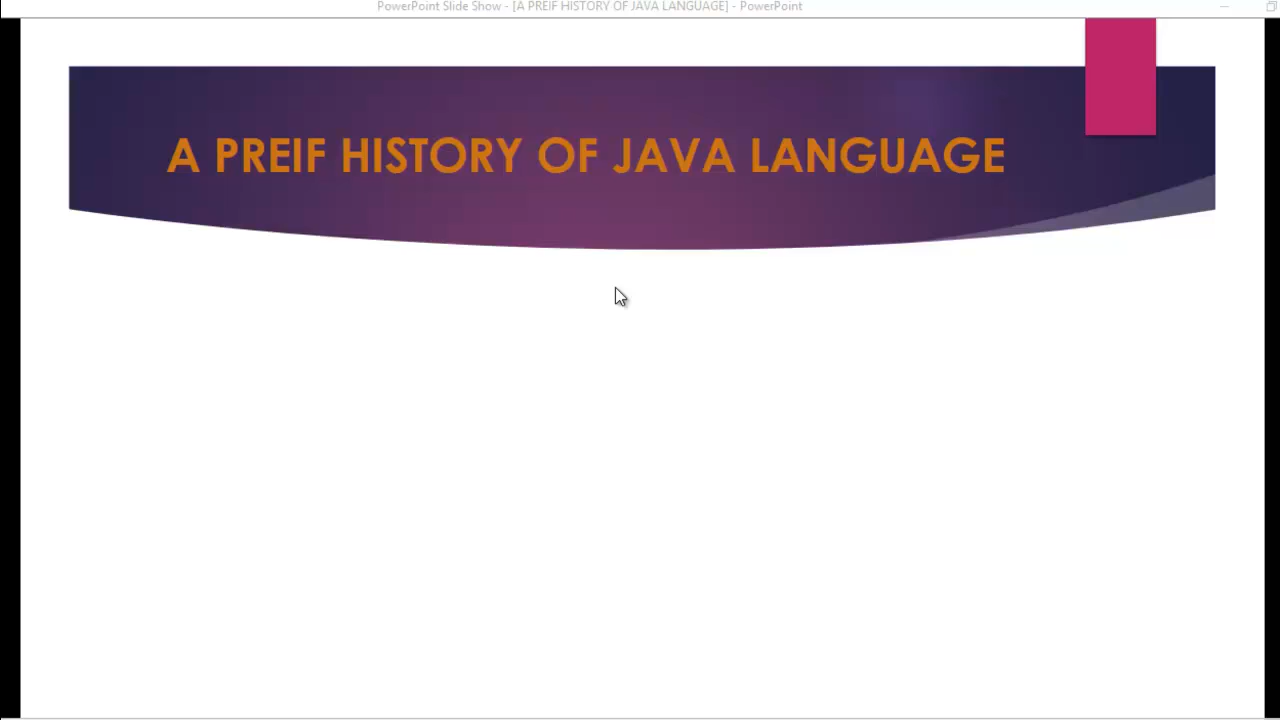 PowerPoint Slide Show - [A PREIF HISTORY OF JAVA LANGUAGE] - PowerPoint
A PREIF HISTORY OF JAVA LANGUAGE